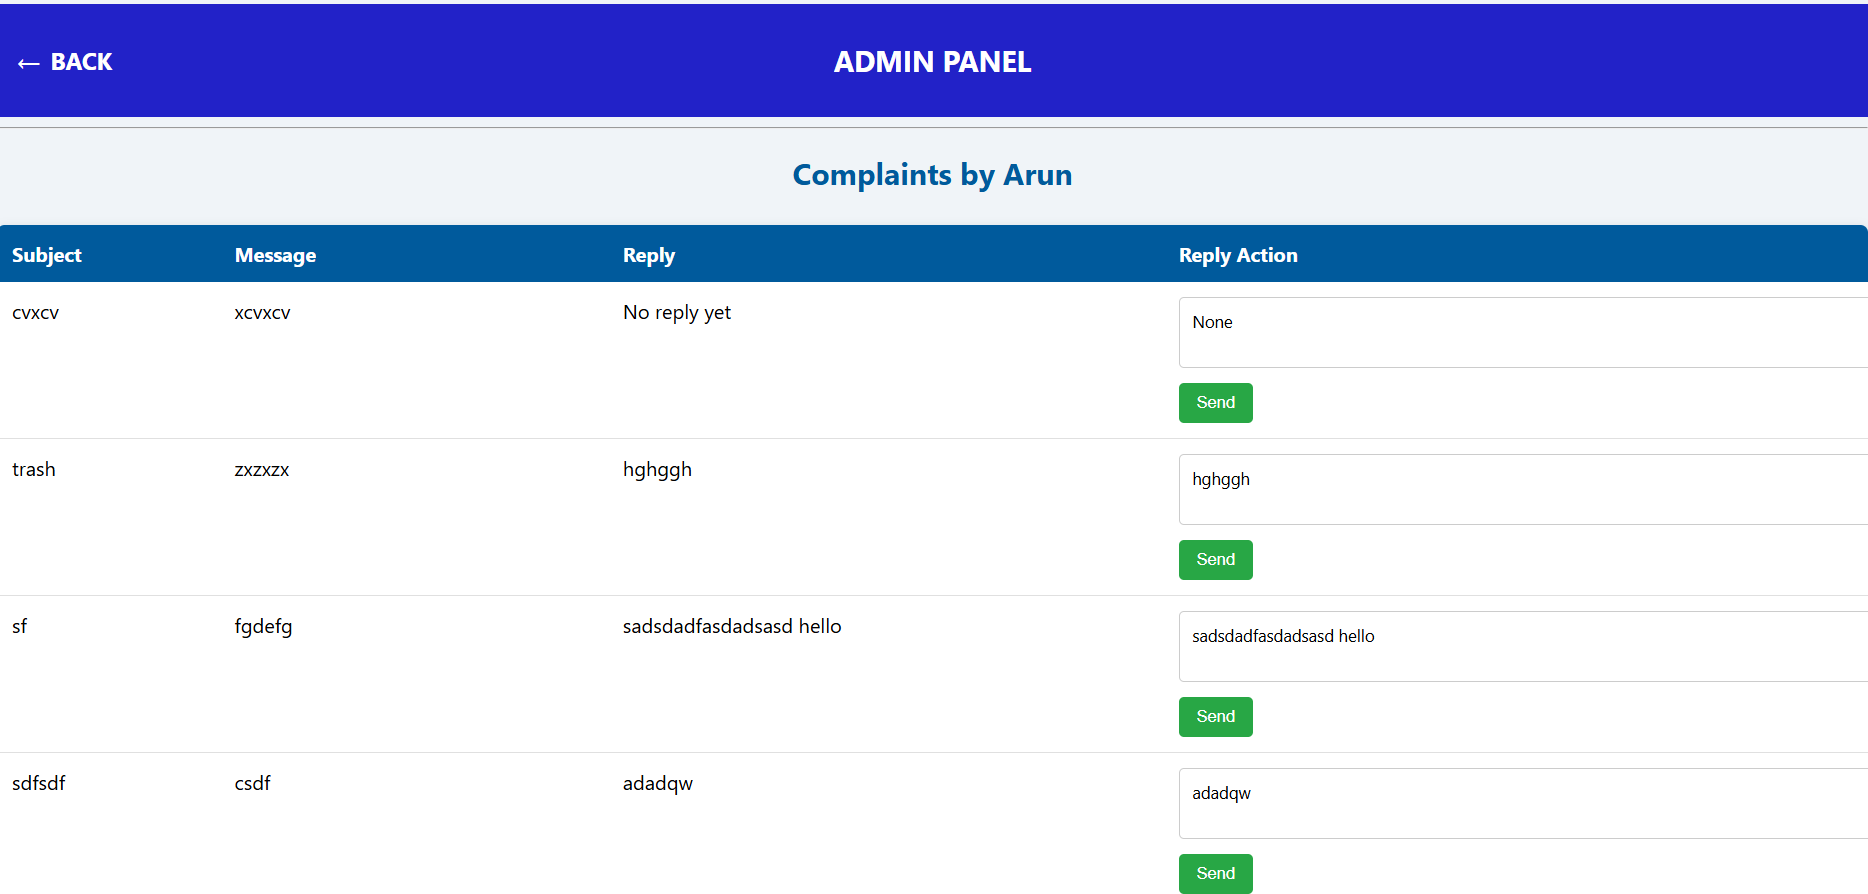 ← BACK
ADMIN PANEL
Complaints by Arun
Subject Message Reply Reply Action
cvxcv xcvxcv No reply yet None
Send
trash zxzxzx hghggh hghggh
Send
sf fgdefg sadsdadfasdadsasd hello sadsdadfasdadsasd hello
Send
sdfsdf csdf adadqw adadqw
Send